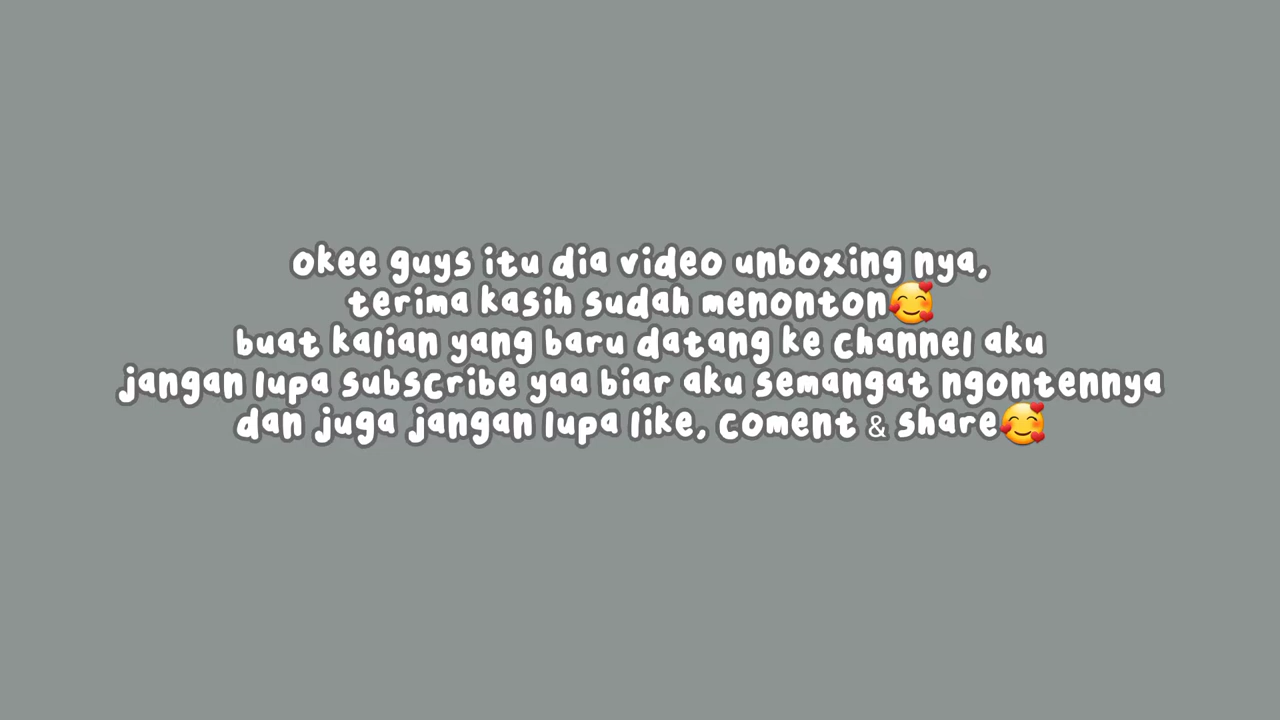 okee guys itu dia video unboxing nya,
terima kasih sudah menonton🥰
buat kalian yang baru datang ke channel aku
jangan lupa subscribe yaa biar aku semangat ngontennya
dan juga jangan lupa like, coment & share🥰